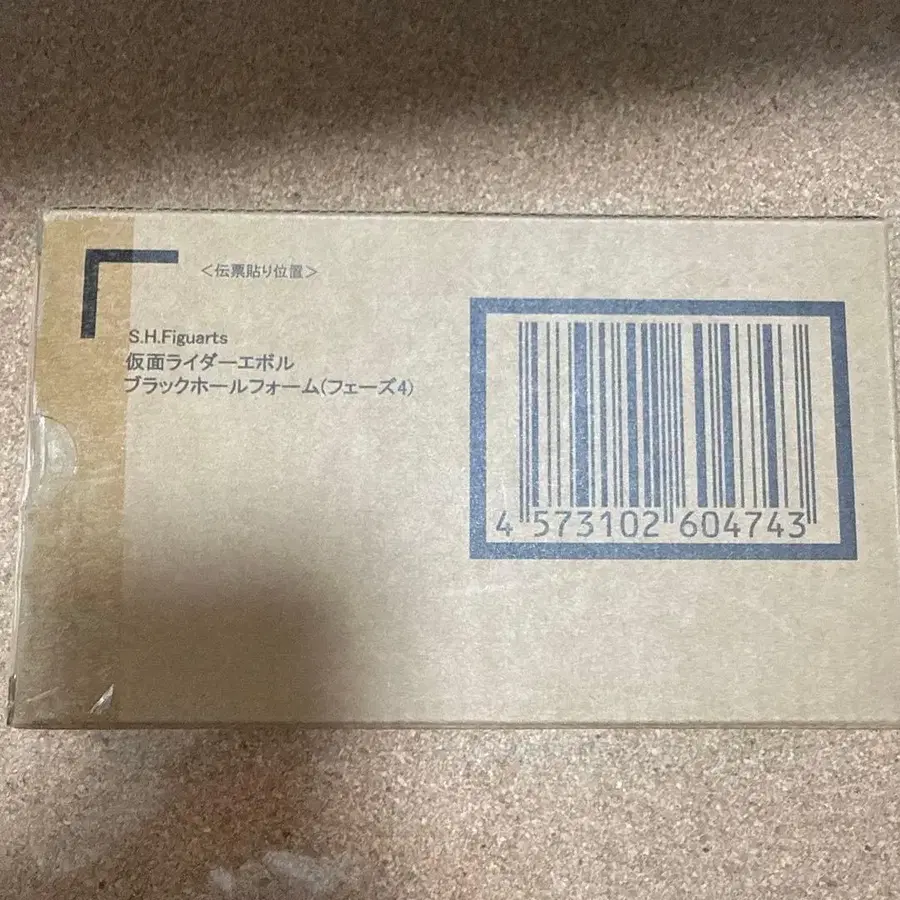 ＜伝票貼り位置＞
S.H.Figuarts
仮面ライダーエボル
ブラックホールフォーム(フェーズ4)
4 573102 604743